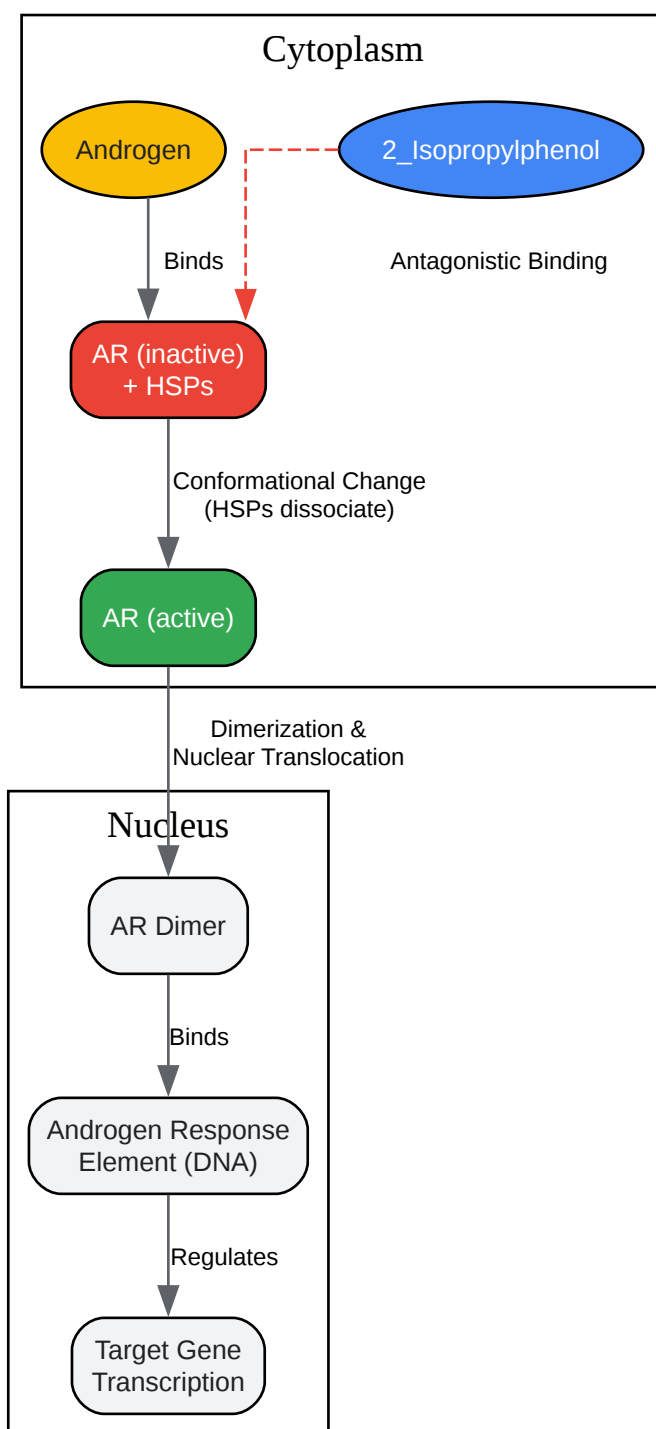 Cytoplasm
Androgen
2_Isopropylphenol
Binds
Antagonistic Binding
AR (inactive)
+ HSPs
Conformational Change
(HSPs dissociate)
AR (active)
Dimerization &
Nuclear Translocation
Nucleus
AR Dimer
Binds
Androgen Response
Element (DNA)
Regulates
Target Gene
Transcription